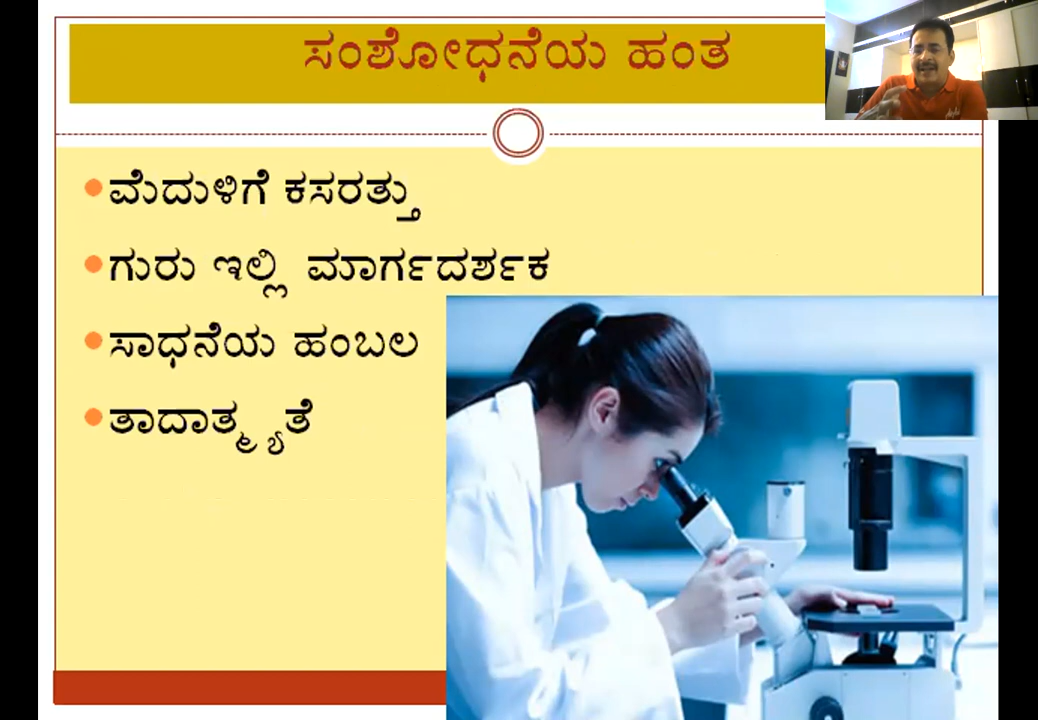 ಸಂಶೋಧನೆಯ ಹಂತ
ಮೆದುಳಿಗೆ ಕಸರತ್ತು
ಗುರು ಇಲ್ಲಿ ಮಾರ್ಗದರ್ಶಕ
ಸಾಧನೆಯ ಹಂಬಲ
ತಾದಾತ್ಮ್ಯತೆ